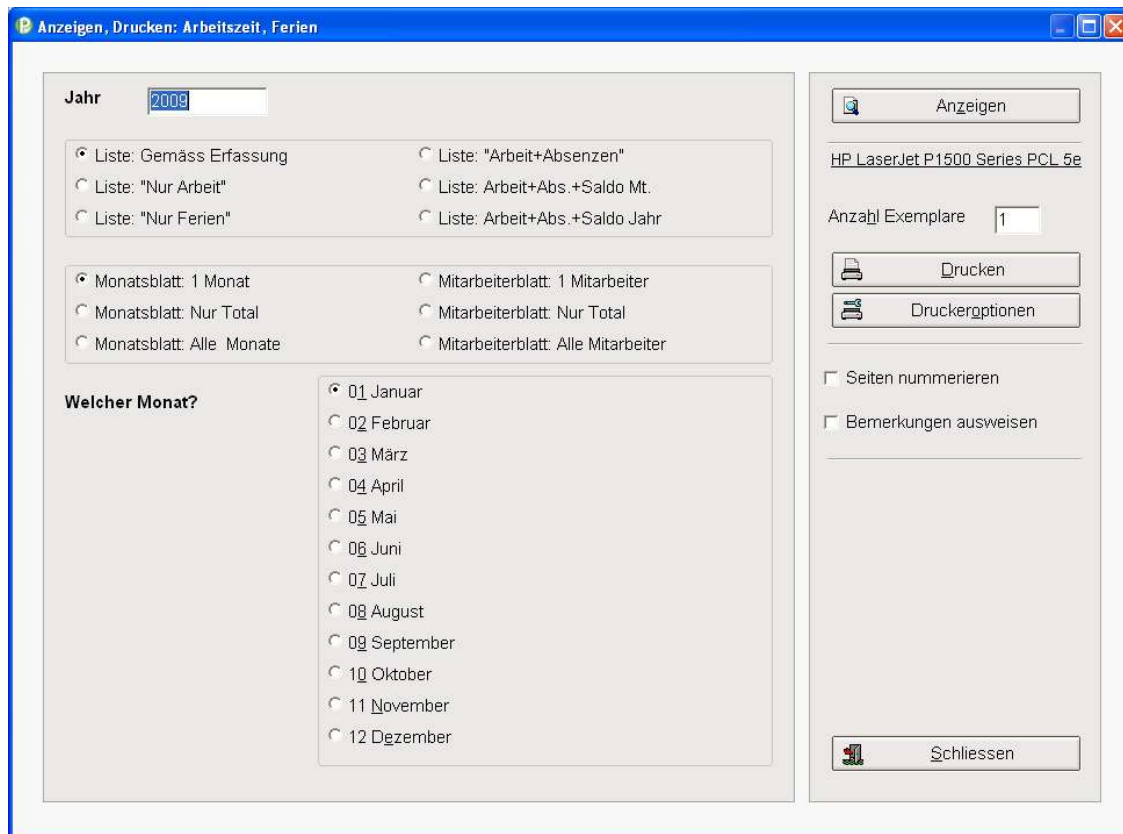 Anzeigen, Drucken: Arbeitszeit, Ferien
Jahr 2009
Liste: Gemäss Erfassung
Liste: "Nur Arbeit"
Liste: "Nur Ferien"
Liste: "Arbeit+Absenzen"
Liste: Arbeit+Abs.+Saldo Mt.
Liste: Arbeit+Abs.+Saldo Jahr
Monatsblatt: 1 Monat
Monatsblatt: Nur Total
Monatsblatt: Alle Monate
Mitarbeiterblatt: 1 Mitarbeiter
Mitarbeiterblatt: Nur Total
Mitarbeiterblatt: Alle Mitarbeiter
Welcher Monat?
01 Januar
02 Februar
03 März
04 April
05 Mai
06 Juni
07 Juli
08 August
09 September
10 Oktober
11 November
12 Dezember
Anzeigen
HP LaserJet P1500 Series PCL 5e
Anzahl Exemplare 1
Drucken
Druckeroptionen
Seiten nummerieren
Bemerkungen ausweisen
Schliessen